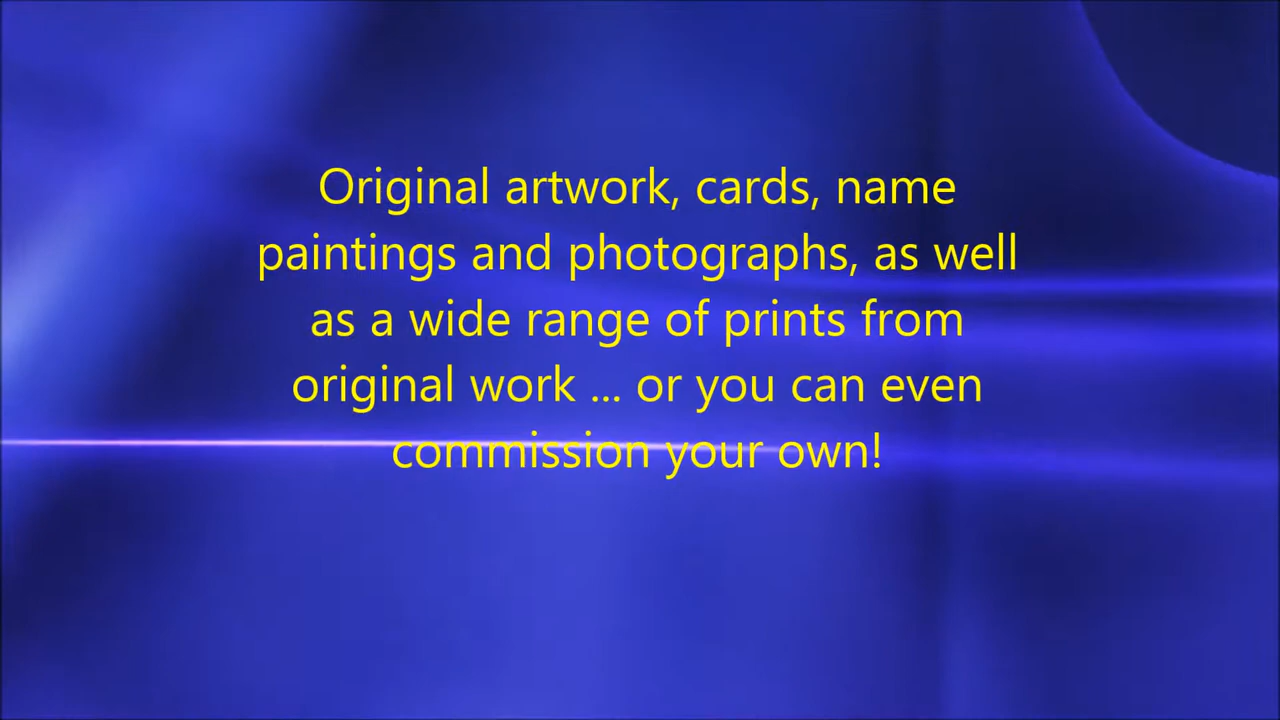 Original artwork, cards, name
paintings and photographs, as well
as a wide range of prints from
original work ... or you can even
commission your own!